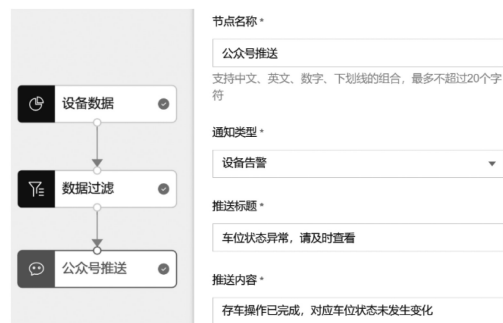 设备数据
数据过滤
公众号推送
节点名称*
公众号推送
支持中文、英文、数字、下划线的组合，最多不超过20个字
符
通知类型*
设备告警
推送标题*
车位状态异常，请及时查看
推送内容*
存车操作已完成，对应车位状态未发生变化